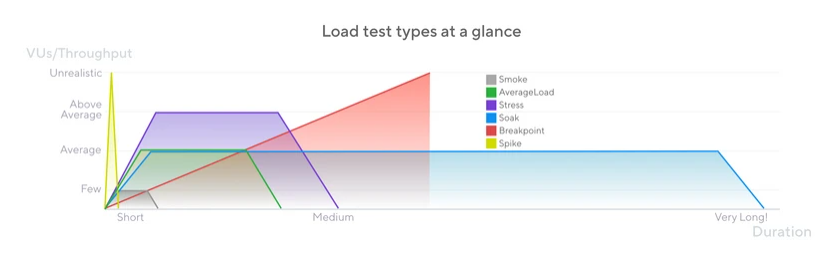 Load test types at a glance
VUs/Throughput
Unrealistic
Above
Average
Average
Few
Smoke
AverageLoad
Stress
Soak
Breakpoint
Spike
Short
Medium
Very Long!
Duration